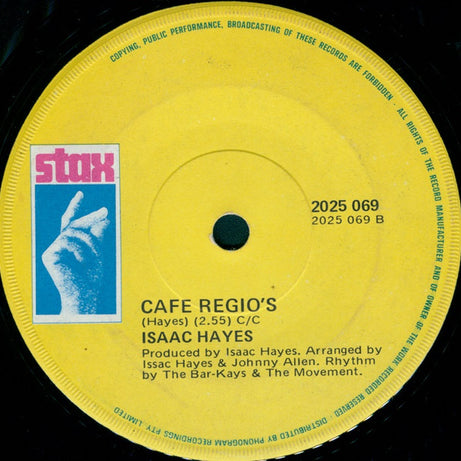 COPYING, PUBLIC PERFORMANCE, BROADCASTING OF THESE RECORDS ARE FORBIDDEN - ALL RIGHTS OF THE RECORD MANUFACTURER AND OF OWNER OF THE WORK RECORDED RESERVED. DISTRIBUTED BY PHONOGRAM RECORDINGS PTY. LIMITED
stax
2025 069
2025 069 B
CAFE REGIO'S
(Hayes) (2.55) C/C
ISAAC HAYES
Produced by Isaac Hayes. Arranged by
Issac Hayes & Johnny Allen. Rhythm
by The Bar-Kays & The Movement.